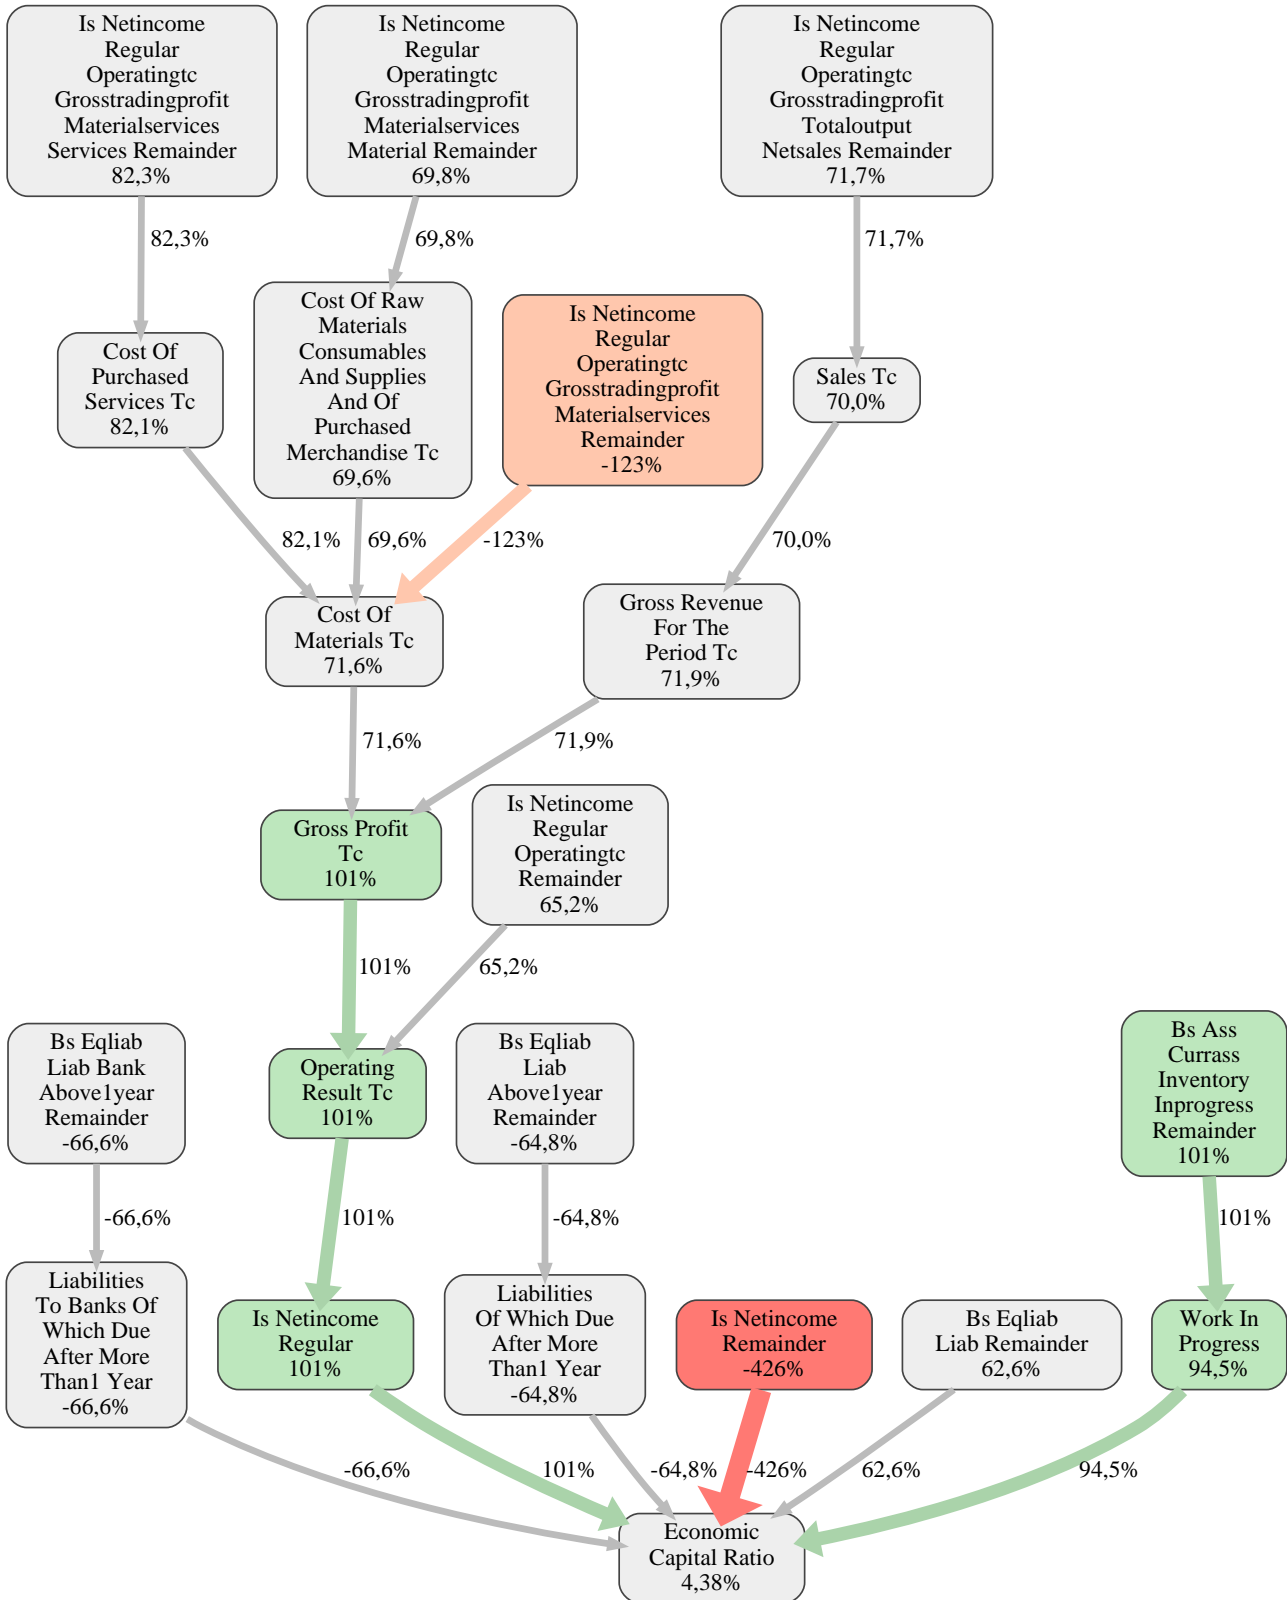 Is Netincome
Regular
Operatingtc
Grosstradingprofit
Materialservices
Services Remainder
82,3%
Is Netincome
Regular
Operatingtc
Grosstradingprofit
Materialservices
Material Remainder
69,8%
Is Netincome
Regular
Operatingtc
Grosstradingprofit
Totaloutput
Netsales Remainder
71,7%
82,3%
69,8%
71,7%
Cost Of
Purchased
Services Tc
82,1%
Cost Of Raw
Materials
Consumables
And Supplies
And Of
Purchased
Merchandise Tc
69,6%
Is Netincome
Regular
Operatingtc
Grosstradingprofit
Materialservices
Remainder
-123%
Sales Tc
70,0%
82,1%
69,6%
-123%
70,0%
Cost Of
Materials Tc
71,6%
Gross Revenue
For The
Period Tc
71,9%
71,6%
71,9%
Gross Profit
Tc
101%
Is Netincome
Regular
Operatingtc
Remainder
65,2%
101%
65,2%
Bs Eqliab
Liab Bank
Above1year
Remainder
-66,6%
Operating
Result Tc
101%
Bs Eqliab
Liab
Above1year
Remainder
-64,8%
Bs Ass
Currass
Inventory
Inprogress
Remainder
101%
-66,6%
101%
-64,8%
101%
Liabilities
To Banks Of
Which Due
After More
Than1 Year
-66,6%
Is Netincome
Regular
101%
Liabilities
Of Which Due
After More
Than1 Year
-64,8%
Is Netincome
Remainder
-426%
Bs Eqliab
Liab Remainder
62,6%
Work In
Progress
94,5%
-66,6%
101%
-64,8%
-426%
62,6%
94,5%
Economic
Capital Ratio
4,38%